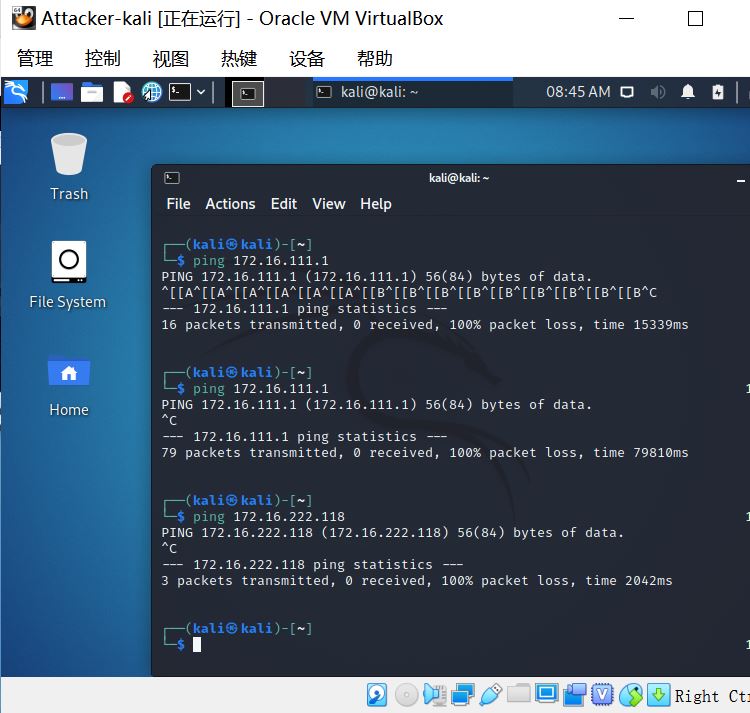 Attacker-kali [正在运行] - Oracle VM VirtualBox
管理 控制 视图 热键 设备 帮助
kali@kali: ~ 08:45 AM
Trash
File System
Home
kali@kali: ~
File Actions Edit View Help
┌──(kali㉿kali)-[~]
└─$ ping 172.16.111.1
PING 172.16.111.1 (172.16.111.1) 56(84) bytes of data.
^[[A^[[A^[[A^[[A^[[A^[[A^[[B^[[B^[[B^[[B^[[B^[[B^[[B^[[B^[[B^C
--- 172.16.111.1 ping statistics ---
16 packets transmitted, 0 received, 100% packet loss, time 15339ms
┌──(kali㉿kali)-[~]
└─$ ping 172.16.111.1
PING 172.16.111.1 (172.16.111.1) 56(84) bytes of data.
^C
--- 172.16.111.1 ping statistics ---
79 packets transmitted, 0 received, 100% packet loss, time 79810ms
┌──(kali㉿kali)-[~]
└─$ ping 172.16.222.118
PING 172.16.222.118 (172.16.222.118) 56(84) bytes of data.
^C
--- 172.16.222.118 ping statistics ---
3 packets transmitted, 0 received, 100% packet loss, time 2042ms
┌──(kali㉿kali)-[~]
└─$
Right Ctr